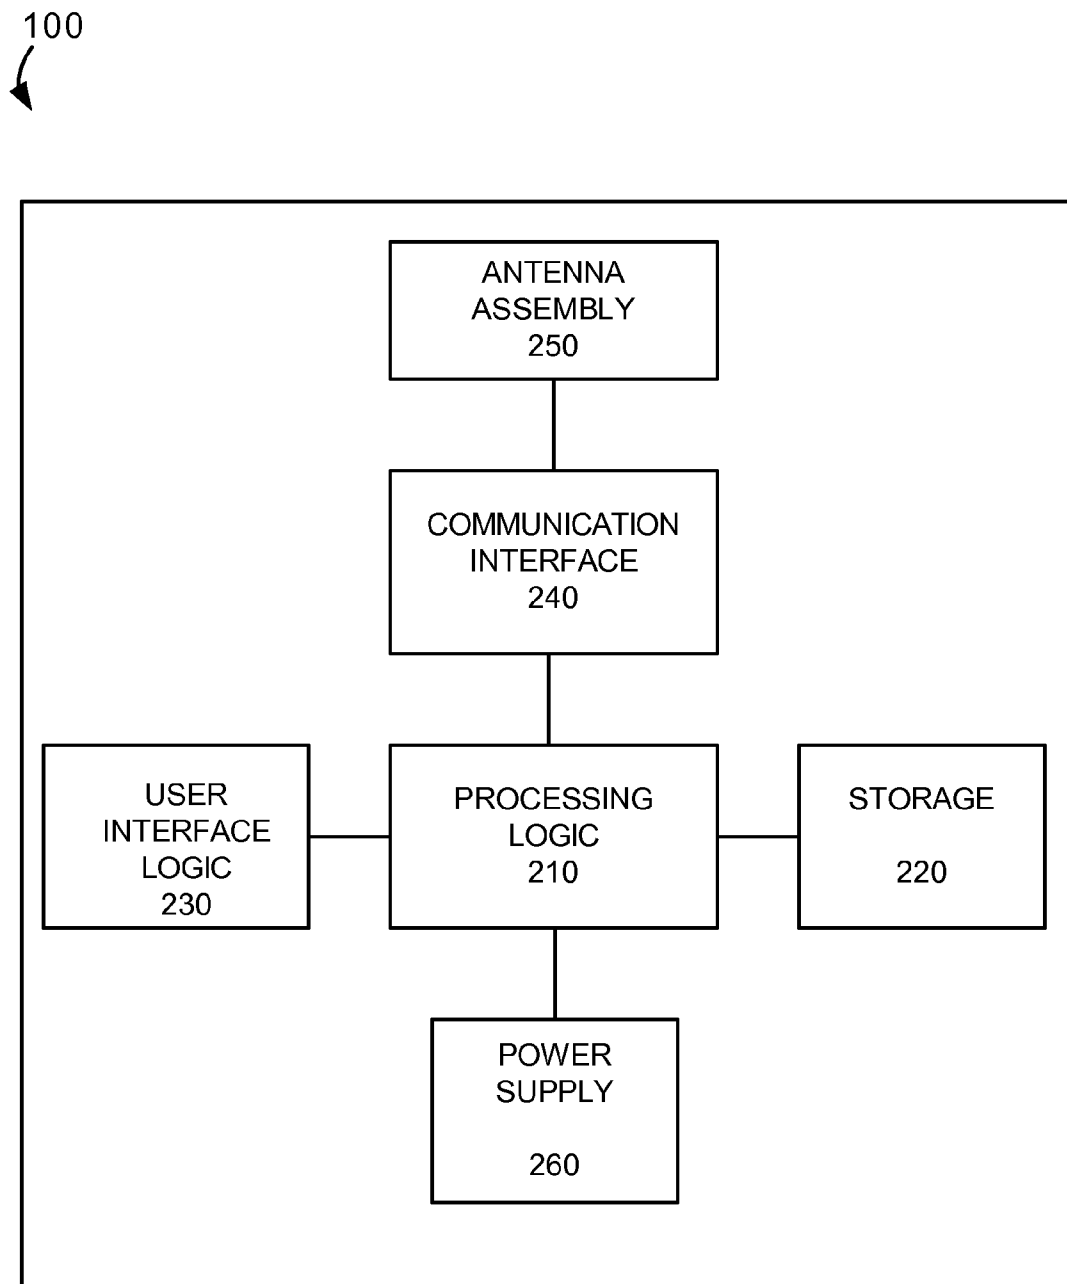 100
ANTENNA
ASSEMBLY
250
COMMUNICATION
INTERFACE
240
USER
INTERFACE
LOGIC
230
PROCESSING
LOGIC
210
STORAGE
220
POWER
SUPPLY
260